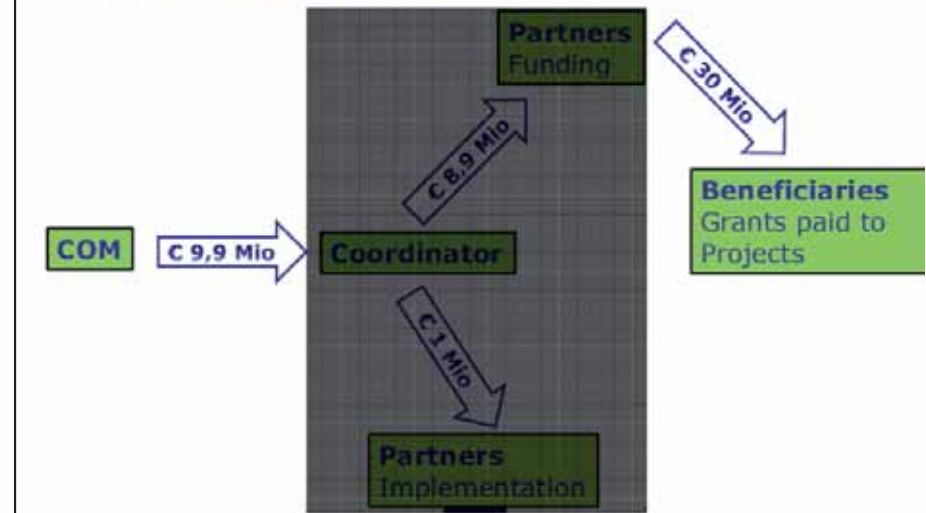 Partners
Funding
C 30 Mio
C 8,9 Mio
Beneficiaries
Grants paid to
Projects
COM
C 9,9 Mio
Coordinator
C 1 Mio
Partners
Implementation